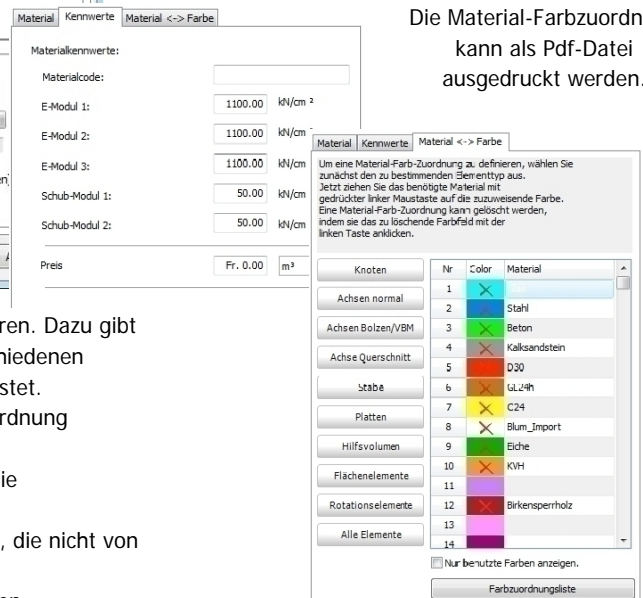 Material Kennwerte Material <-> Farbe
Materialkennwerte:
Materialcode:
E-Modul 1: 1100.00 kN/cm ²
E-Modul 2: 1100.00 kN/cm
E-Modul 3: 1100.00 kN/cm
Schub-Modul 1: 50.00 kN/cm
Schub-Modul 2: 50.00 kN/cm
Preis Fr. 0.00 m³
Die Material-Farbzuordn
kann als Pdf-Datei
ausgedruckt werden.
Material Kennwerte Material <-> Farbe
Um eine Material-Farb-Zuordnung zu definieren, wählen Sie
zunächst den zu bestimmenden Elementtyp aus.
Jetzt ziehen Sie das benötigte Material mit
gedrückter linker Maustaste auf die zuzuweisende Farbe.
Eine Material-Farb-Zuordnung kann gelöscht werden,
indem sie das zu löschende Farbfeld mit der
linken Taste anklicken.
Knoten
Achsen normal
Achsen Bolzen/VBM
Achse Querschnitt
Stäbe
Platten
Hilfsvolumen
Flächenelemente
Rotationselemente
Alle Elemente
Nr Color Material
1
2 Stahl
3 Beton
4 Kalksandstein
5 D30
6 GL24h
7 C24
8 Blum_Import
9 Eiche
10 KVH
11
12 Birkensperrholz
13
14
Nur benutzte Farben anzeigen.
Farbzuordnungsliste
ren. Dazu gibt
hiedenen
stet.
rdnung
ie
, die nicht von